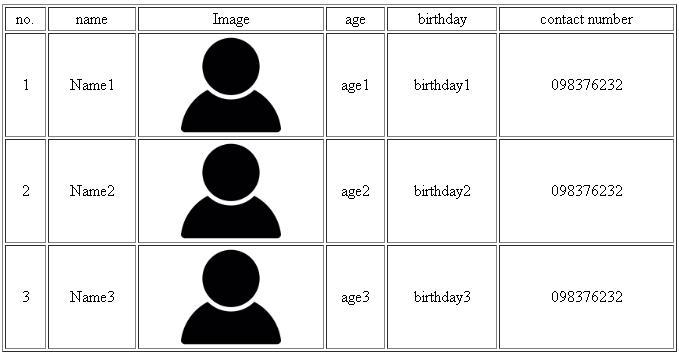 no. name Image age birthday contact number
1 Name1 age1 birthday1 098376232
2 Name2 age2 birthday2 098376232
3 Name3 age3 birthday3 098376232